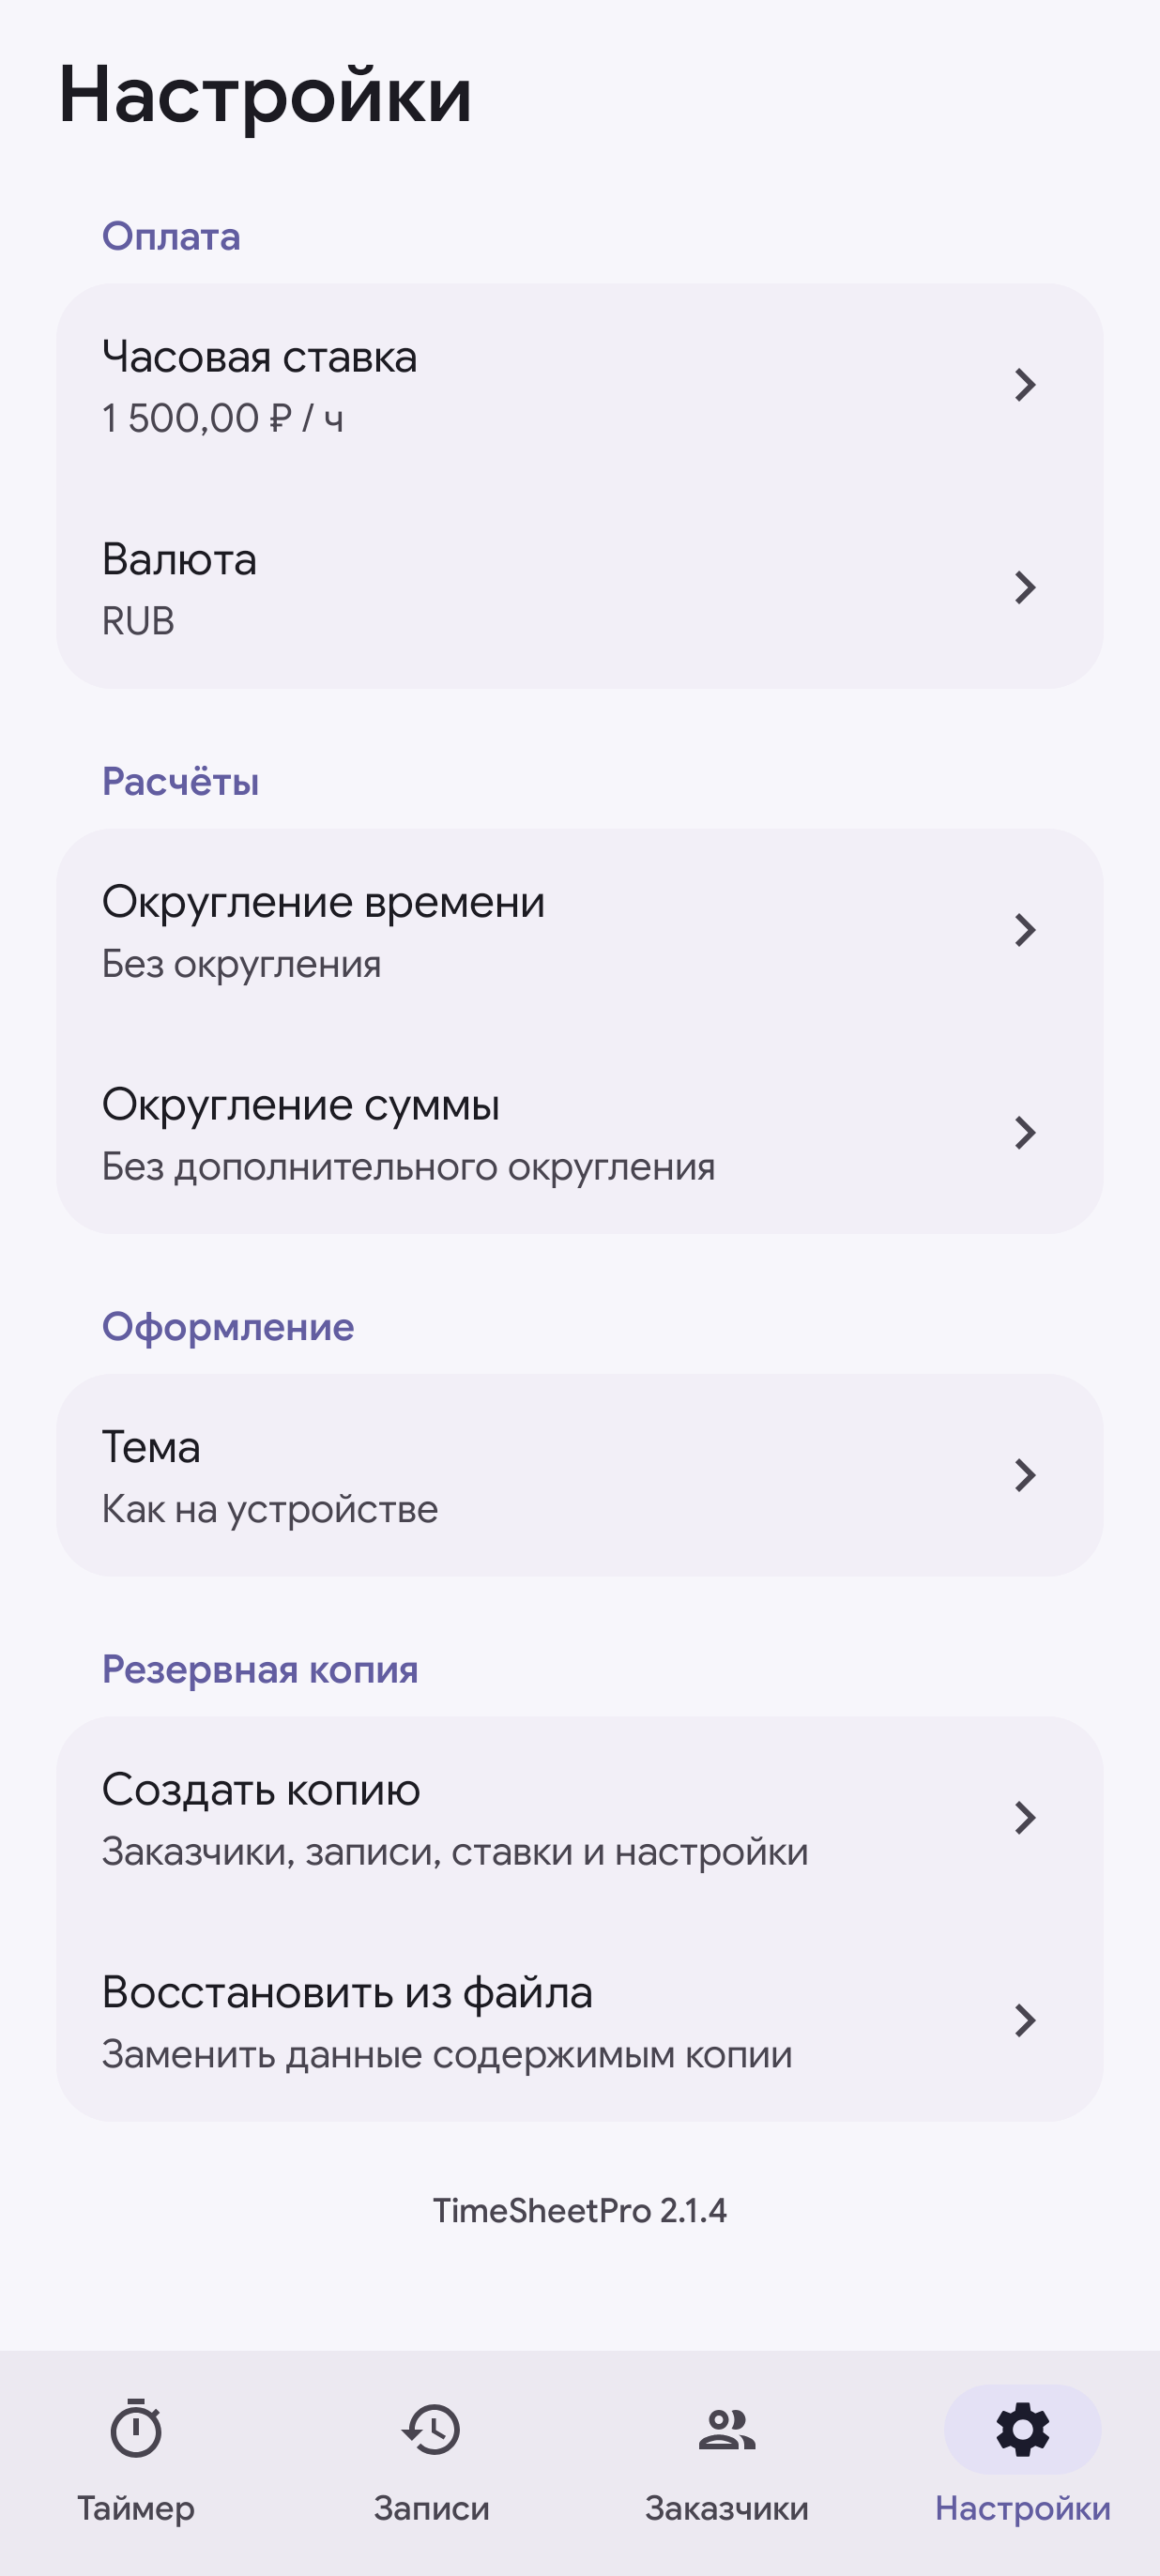 Настройки
Оплата
Часовая ставка
1 500,00 ₽ / ч
Валюта
RUB
Расчёты
Округление времени
Без округления
Округление суммы
Без дополнительного округления
Оформление
Тема
Как на устройстве
Резервная копия
Создать копию
Заказчики, записи, ставки и настройки
Восстановить из файла
Заменить данные содержимым копии
TimeSheetPro 2.1.4
Таймер
Записи
Заказчики
Настройки